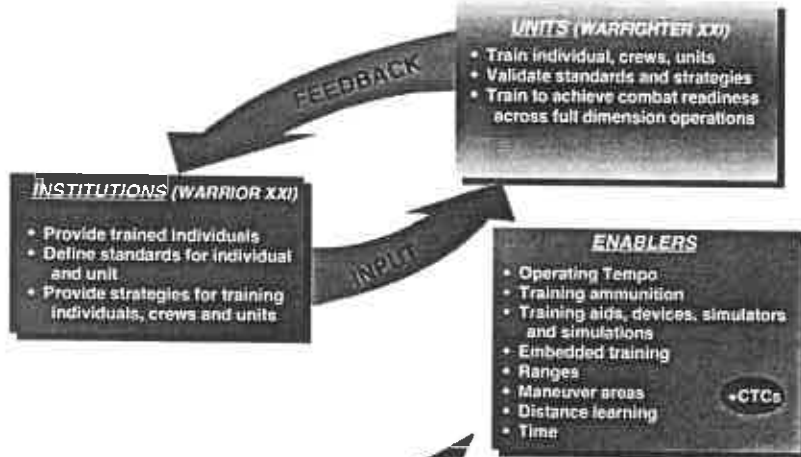 UNITS (WARFIGHTER XXI)
• Train individual, crews, units
• Validate standards and strategies
• Train to achieve combat readiness
across full dimension operations
FEEDBACK
INSTITUTIONS (WARRIOR XXI)
• Provide trained individuals
• Define standards for individual
and unit
• Provide strategies for training
individuals, crews and units
INPUT
ENABLERS
• Operating Tempo
• Training ammunition
• Training aids, devices, simulators
and simulations
• Embedded training
• Ranges
• Maneuver areas
• Distance learning
• Time
+CTCs